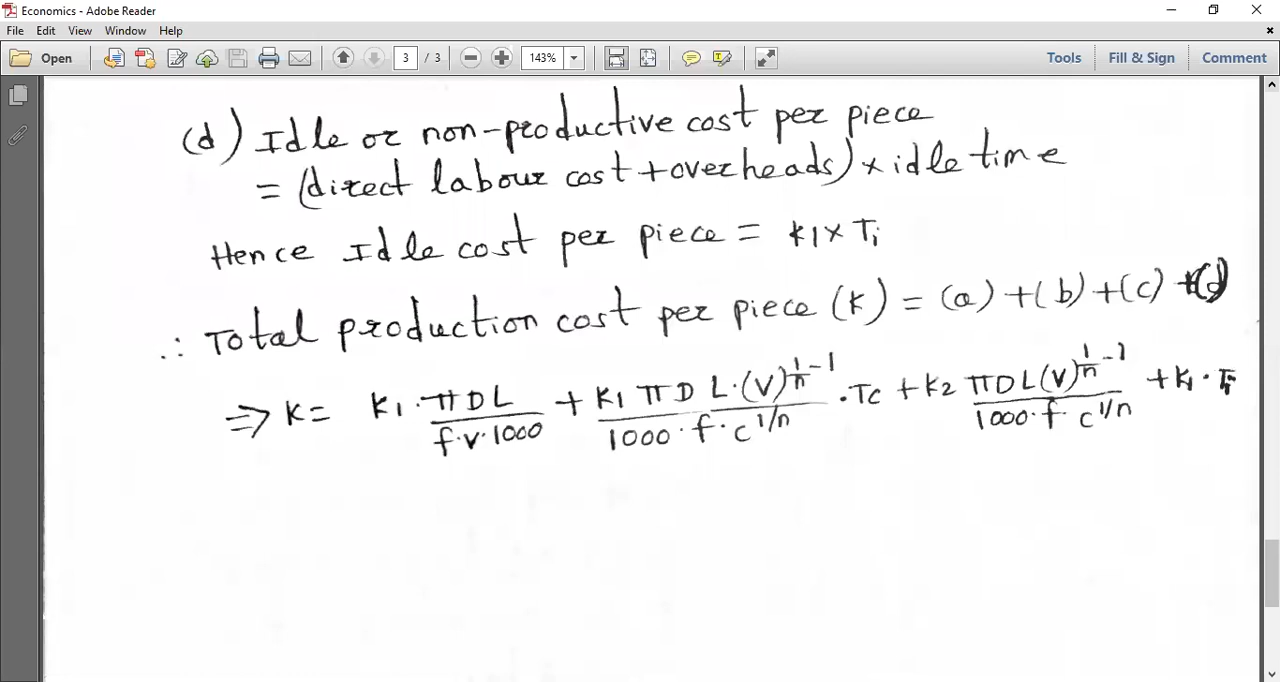 Economics - Adobe Reader
File Edit View Window Help
Open 3 / 3 143% Tools Fill & Sign Comment
(d) Idle or non-productive cost per piece
= (direct labour cost + overheads) × idle time
Hence Idle cost per piece = K1 × Ti
∴ Total production cost per piece (K) = (a) + (b) + (c) + (d)
⇒ K = K1 · πDL / f·v·1000 + K1 πD L·(V)^(1/n - 1) / 1000·f·c^(1/n) · Tc + K2 πDL(V)^(1/n - 1) / 1000·f·c^(1/n) + K1 · Ti